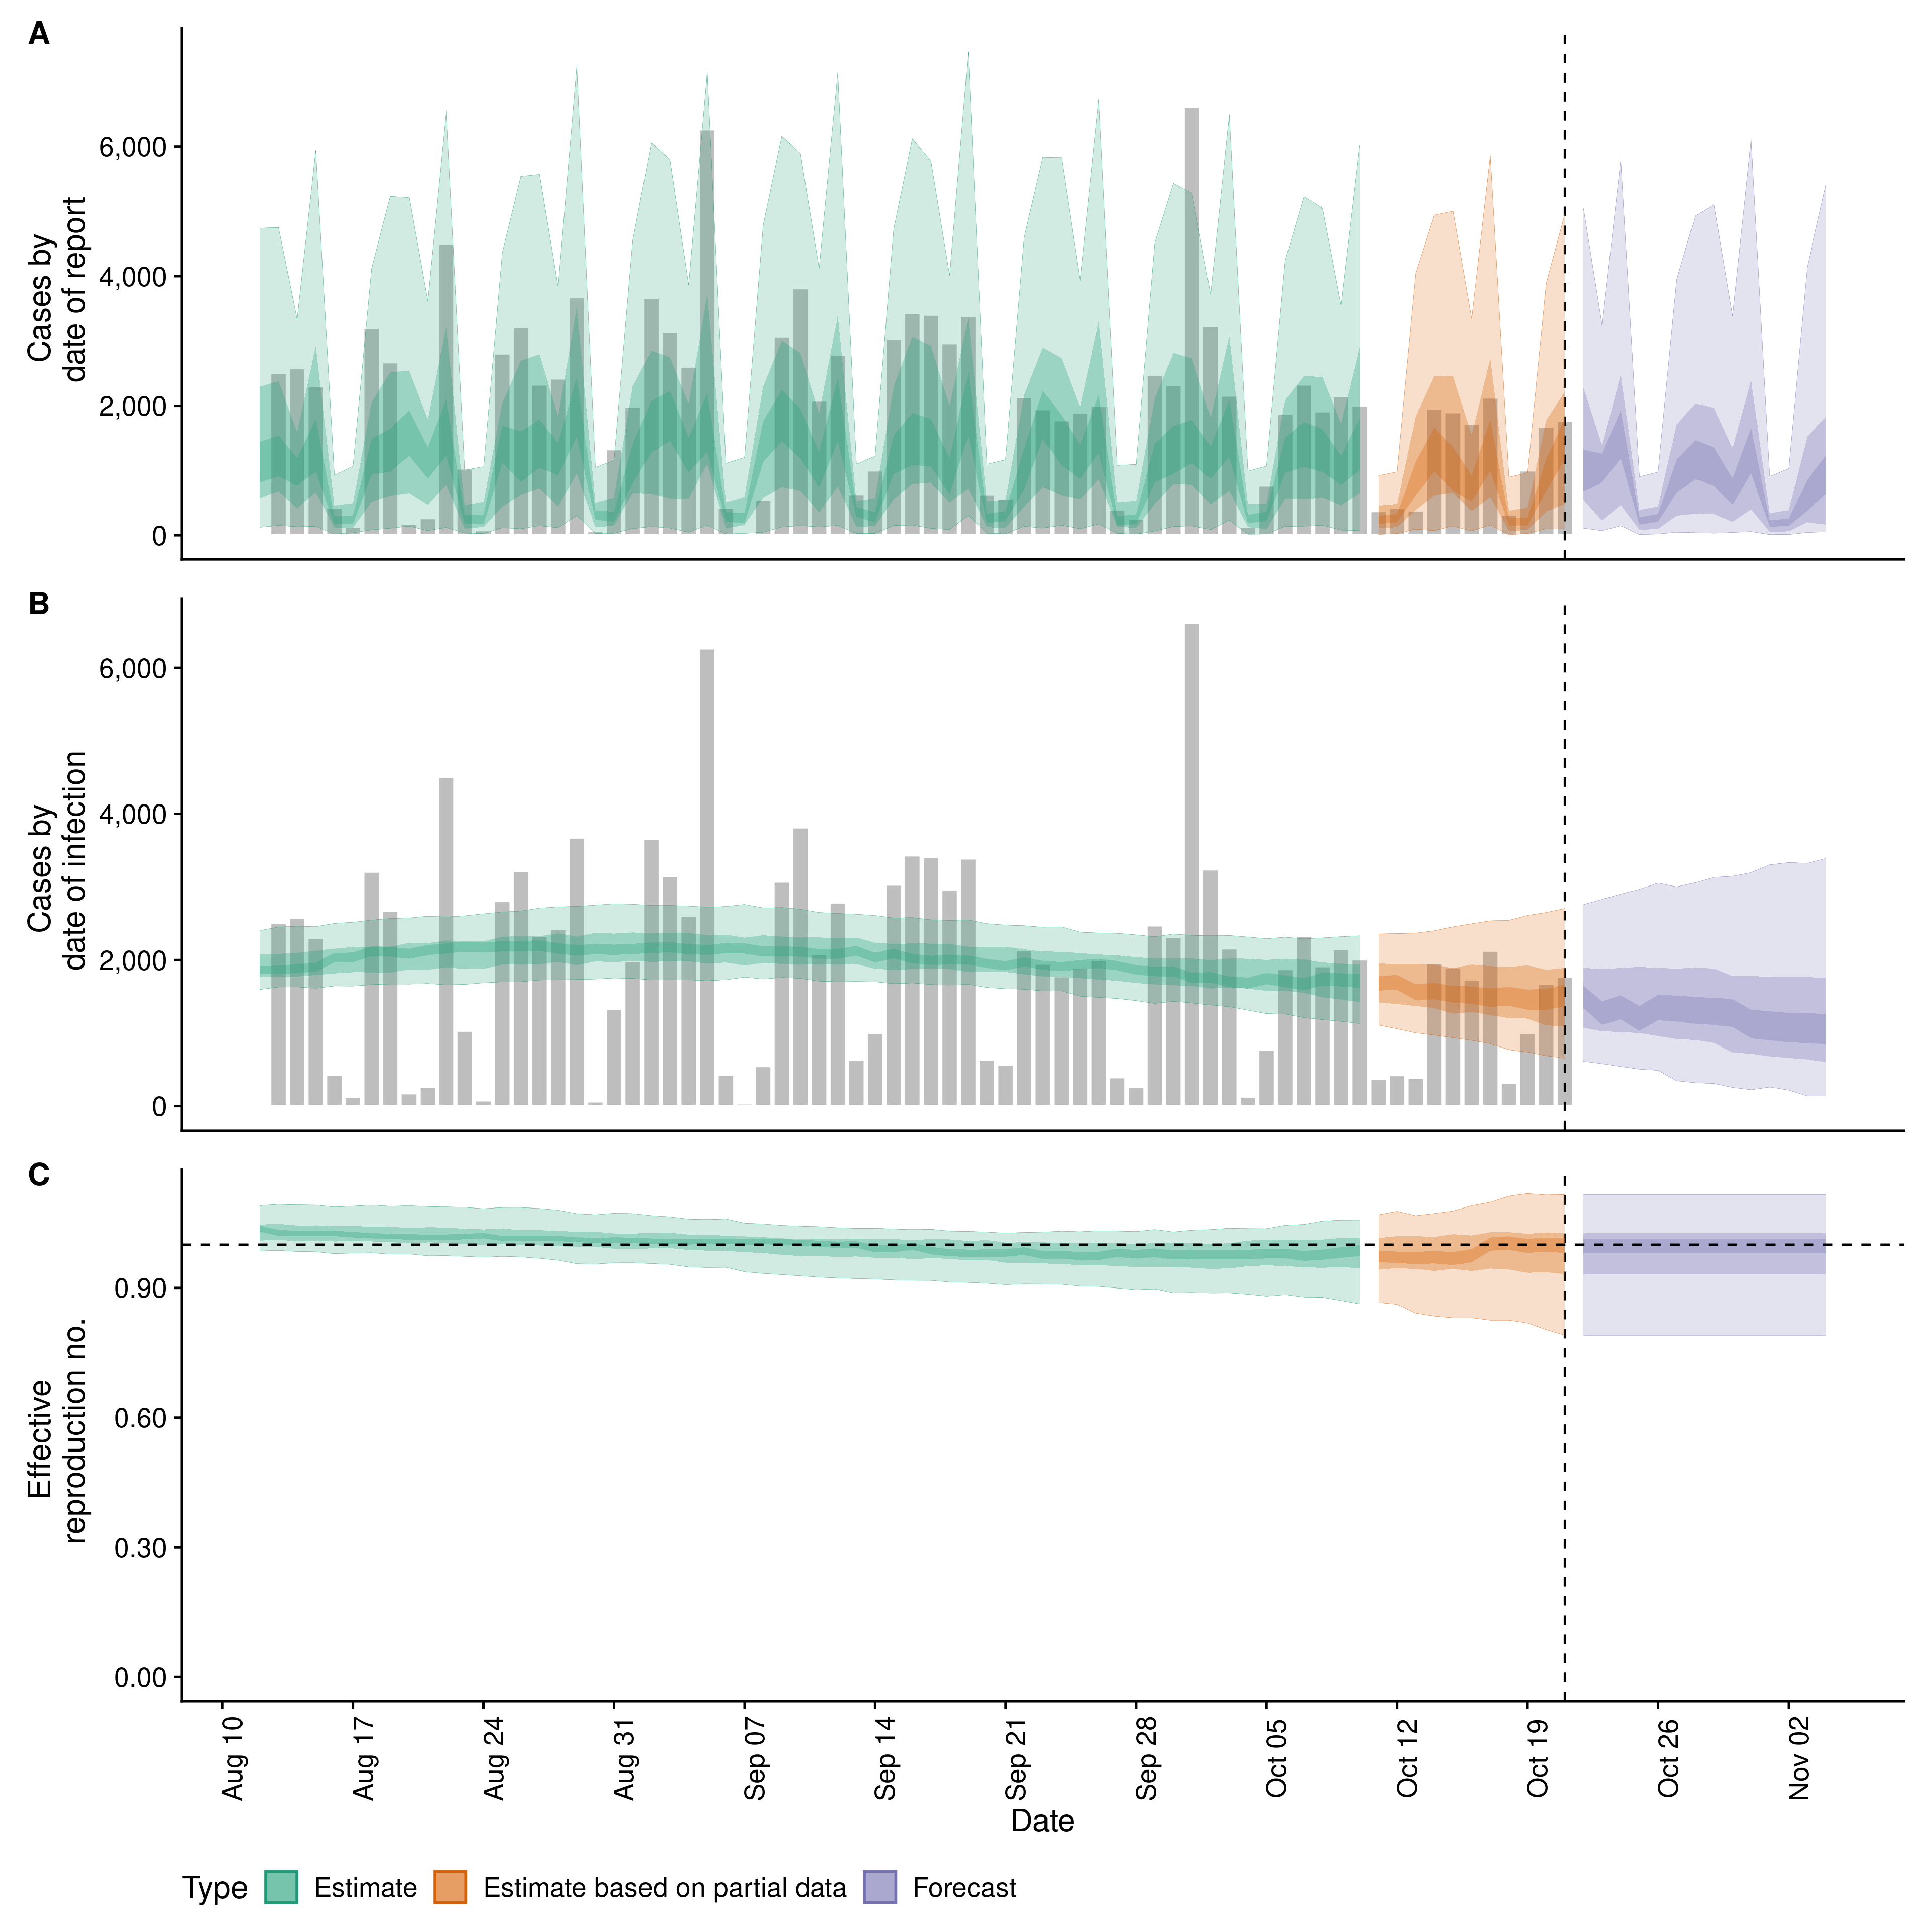 A
Cases by
date of report
6,000
4,000
2,000
0
B
Cases by
date of infection
6,000
4,000
2,000
0
C
Effective
reproduction no.
0.90
0.60
0.30
0.00
Aug 10
Aug 17
Aug 24
Aug 31
Sep 07
Sep 14
Sep 21
Sep 28
Oct 05
Oct 12
Oct 19
Oct 26
Nov 02
Date
Type Estimate Estimate based on partial data Forecast